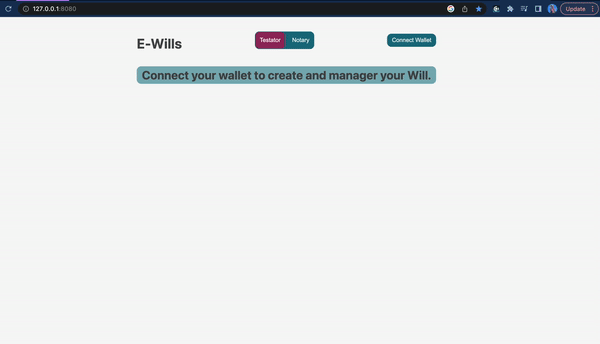 127.0.0.1:8080
Update
E-Wills
Testator
Notary
Connect Wallet
Connect your wallet to create and manager your Will.